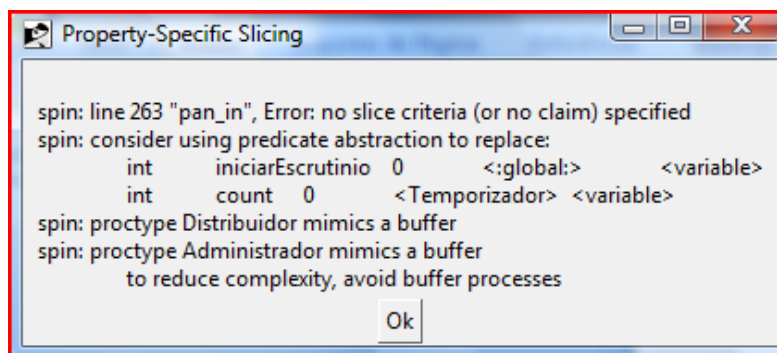 Property-Specific Slicing
spin: line 263 "pan_in", Error: no slice criteria (or no claim) specified
spin: consider using predicate abstraction to replace:
int iniciarEscrutinio 0 <:global:> <variable>
int count 0 <Temporizador> <variable>
spin: proctype Distribuidor mimics a buffer
spin: proctype Administrador mimics a buffer
to reduce complexity, avoid buffer processes
Ok